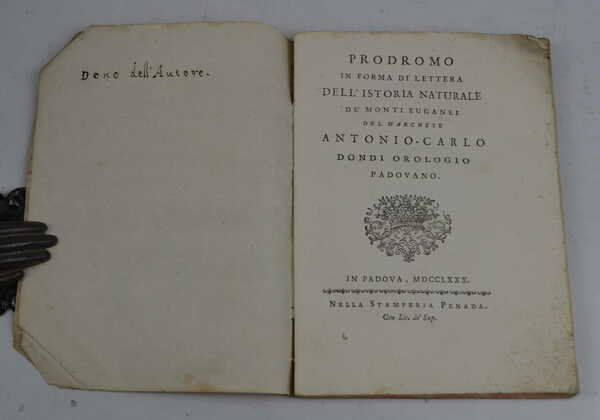 Dono dell'Autore.
PRODROMO
IN FORMA DI LETTERA
DELL'ISTORIA NATURALE
DE' MONTI EUGANEI
DEL MARCHESE
ANTONIO-CARLO
DONDI OROLOGIO
PADOVANO.
IN PADOVA, MDCCLXXX.
NELLA STAMPERIA PENADA.
Con Lic. de' Sup.